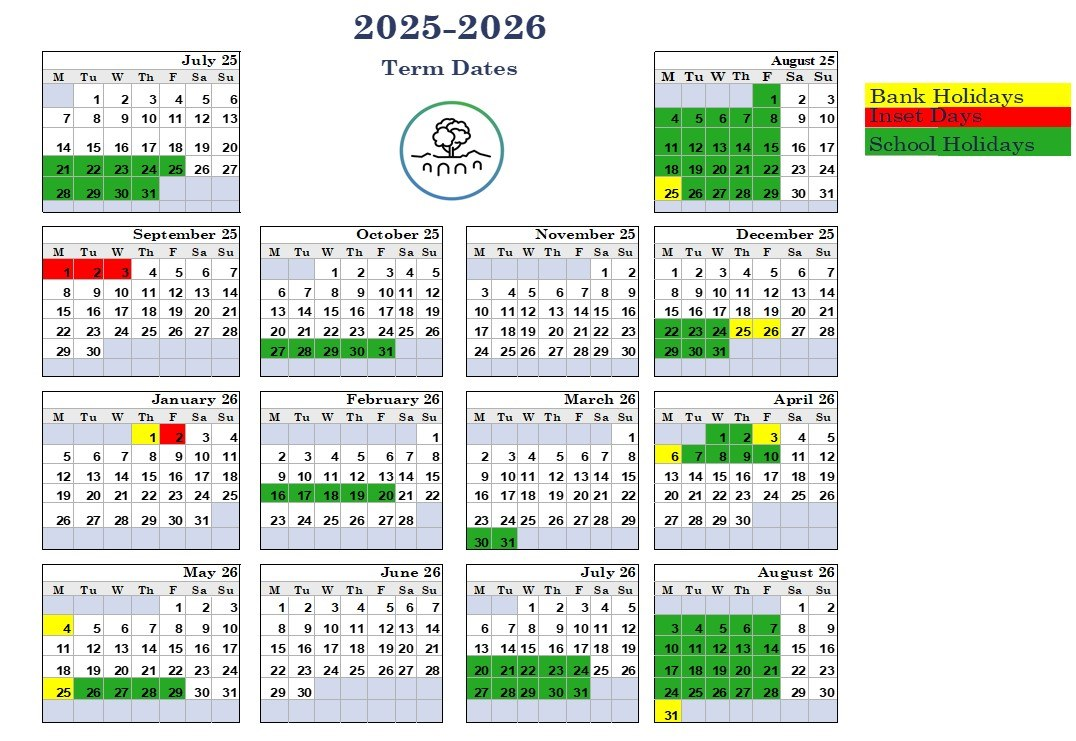 2025-2026
Term Dates
July 25
M Tu W Th F Sa Su
1 2 3 4 5 6
7 8 9 10 11 12 13
14 15 16 17 18 19 20
21 22 23 24 25 26 27
28 29 30 31
August 25
M Tu W Th F Sa Su
1 2 3
4 5 6 7 8 9 10
11 12 13 14 15 16 17
18 19 20 21 22 23 24
25 26 27 28 29 30 31
Bank Holidays
Inset Days
School Holidays
September 25
M Tu W Th F Sa Su
1 2 3 4 5 6 7
8 9 10 11 12 13 14
15 16 17 18 19 20 21
22 23 24 25 26 27 28
29 30
October 25
M Tu W Th F Sa Su
1 2 3 4 5
6 7 8 9 10 11 12
13 14 15 16 17 18 19
20 21 22 23 24 25 26
27 28 29 30 31
November 25
M Tu W Th F Sa Su
1 2
3 4 5 6 7 8 9
10 11 12 13 14 15 16
17 18 19 20 21 22 23
24 25 26 27 28 29 30
December 25
M Tu W Th F Sa Su
1 2 3 4 5 6 7
8 9 10 11 12 13 14
15 16 17 18 19 20 21
22 23 24 25 26 27 28
29 30 31
January 26
M Tu W Th F Sa Su
1 2 3 4
5 6 7 8 9 10 11
12 13 14 15 16 17 18
19 20 21 22 23 24 25
26 27 28 29 30 31
February 26
M Tu W Th F Sa Su
1
2 3 4 5 6 7 8
9 10 11 12 13 14 15
16 17 18 19 20 21 22
23 24 25 26 27 28
March 26
M Tu W Th F Sa Su
1
2 3 4 5 6 7 8
9 10 11 12 13 14 15
16 17 18 19 20 21 22
23 24 25 26 27 28 29
30 31
April 26
M Tu W Th F Sa Su
1 2 3 4 5
6 7 8 9 10 11 12
13 14 15 16 17 18 19
20 21 22 23 24 25 26
27 28 29 30
May 26
M Tu W Th F Sa Su
1 2 3
4 5 6 7 8 9 10
11 12 13 14 15 16 17
18 19 20 21 22 23 24
25 26 27 28 29 30 31
June 26
M Tu W Th F Sa Su
1 2 3 4 5 6 7
8 9 10 11 12 13 14
15 16 17 18 19 20 21
22 23 24 25 26 27 28
29 30
July 26
M Tu W Th F Sa Su
1 2 3 4 5
6 7 8 9 10 11 12
13 14 15 16 17 18 19
20 21 22 23 24 25 26
27 28 29 30 31
August 26
M Tu W Th F Sa Su
1 2
3 4 5 6 7 8 9
10 11 12 13 14 15 16
17 18 19 20 21 22 23
24 25 26 27 28 29 30
31